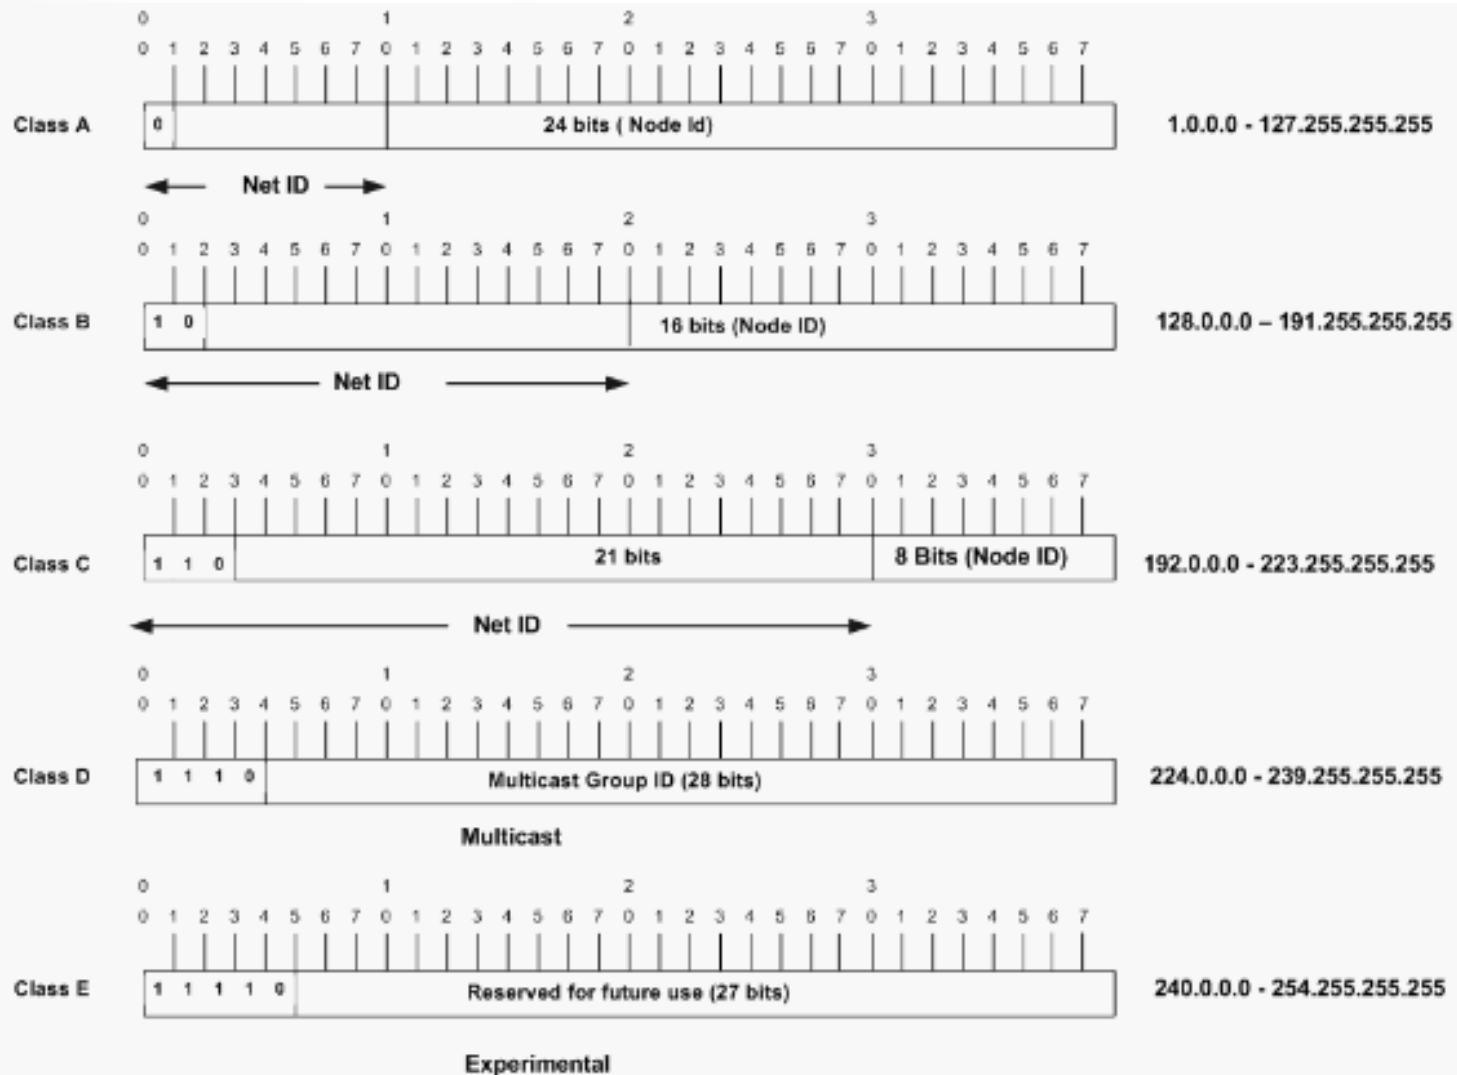 0 1 2 3
0 1 2 3 4 5 6 7 0 1 2 3 4 5 6 7 0 1 2 3 4 5 6 7 0 1 2 3 4 5 6 7
Class A 0 24 bits ( Node Id) 1.0.0.0 - 127.255.255.255
Net ID
0 1 2 3
0 1 2 3 4 5 6 7 0 1 2 3 4 5 6 7 0 1 2 3 4 5 6 7 0 1 2 3 4 5 6 7
Class B 1 0 16 bits (Node ID) 128.0.0.0 – 191.255.255.255
Net ID
0 1 2 3
0 1 2 3 4 5 6 7 0 1 2 3 4 5 6 7 0 1 2 3 4 5 6 7 0 1 2 3 4 5 6 7
Class C 1 1 0 21 bits 8 Bits (Node ID) 192.0.0.0 - 223.255.255.255
Net ID
0 1 2 3
0 1 2 3 4 5 6 7 0 1 2 3 4 5 6 7 0 1 2 3 4 5 6 7 0 1 2 3 4 5 6 7
Class D 1 1 1 0 Multicast Group ID (28 bits) 224.0.0.0 - 239.255.255.255
Multicast
0 1 2 3
0 1 2 3 4 5 6 7 0 1 2 3 4 5 6 7 0 1 2 3 4 5 6 7 0 1 2 3 4 5 6 7
Class E 1 1 1 1 0 Reserved for future use (27 bits) 240.0.0.0 - 254.255.255.255
Experimental